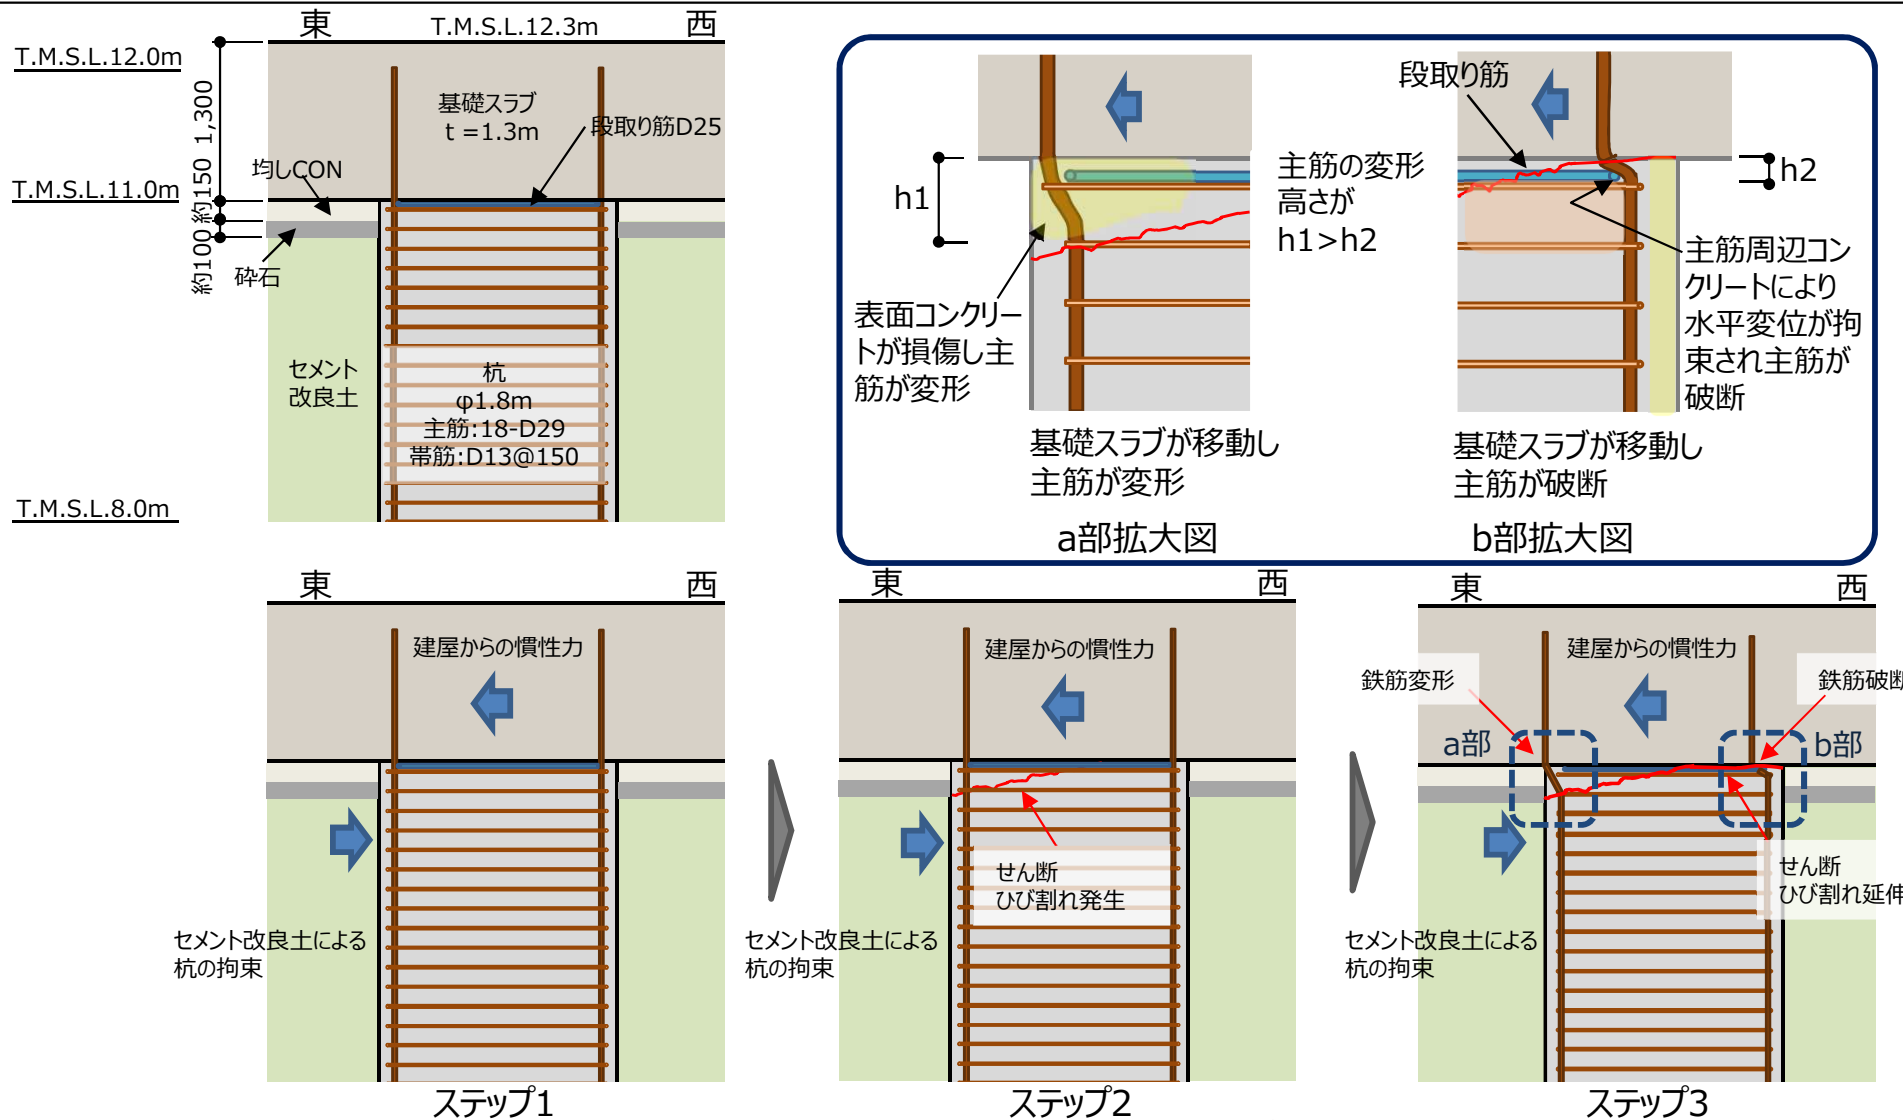 東
T.M.S.L.12.3m
西
T.M.S.L.12.0m
1,300
基礎スラブ
t =1.3m
段取り筋D25
均しCON
T.M.S.L.11.0m
約150
約100
砕石
セメント
改良土
杭
φ1.8m
主筋:18-D29
帯筋:D13@150
T.M.S.L.8.0m
h1
表面コンクリー
トが損傷し主
筋が変形
主筋の変形
高さが
h1>h2
段取り筋
h2
主筋周辺コン
クリートにより
水平変位が拘
束され主筋が
破断
基礎スラブが移動し
主筋が変形
基礎スラブが移動し
主筋が破断
a部拡大図
b部拡大図
東
西
建屋からの慣性力
セメント改良土による
杭の拘束
ステップ1
東
西
建屋からの慣性力
せん断
ひび割れ発生
セメント改良土による
杭の拘束
ステップ2
東
西
建屋からの慣性力
鉄筋変形
鉄筋破断
a部
b部
せん断
ひび割れ延伸
セメント改良土による
杭の拘束
ステップ3